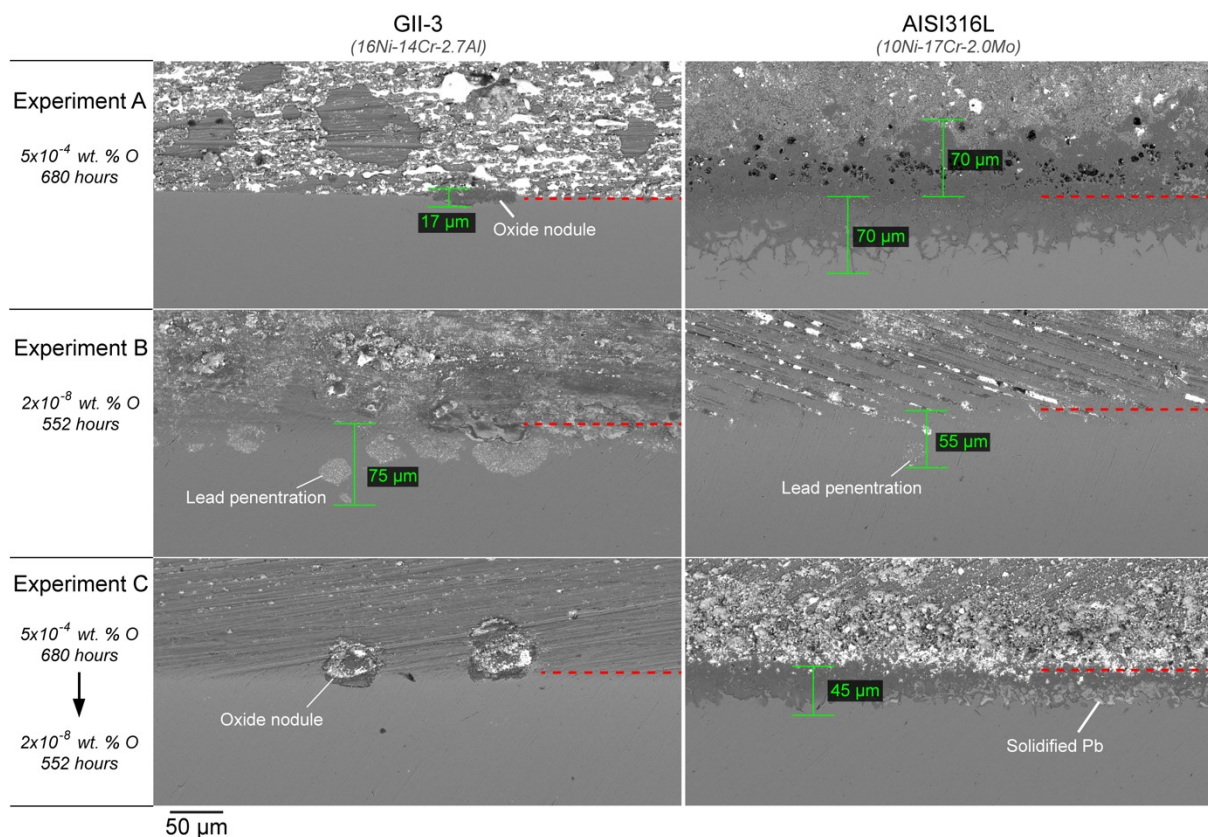 GII-3
(16Ni-14Cr-2.7Al)
AISI316L
(10Ni-17Cr-2.0Mo)
Experiment A
5x10⁻⁴ wt. % O
680 hours
17 µm
Oxide nodule
70 µm
70 µm
Experiment B
2x10⁻⁸ wt. % O
552 hours
75 µm
Lead penentration
55 µm
Lead penentration
Experiment C
5x10⁻⁴ wt. % O
680 hours
2x10⁻⁸ wt. % O
552 hours
Oxide nodule
45 µm
Solidified Pb
50 µm